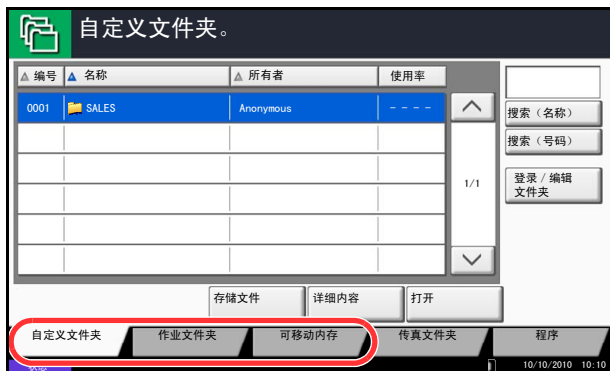 自定义文件夹。
编号 名称 所有者 使用率
0001 SALES Anonymous - - - -
搜索（名称）
搜索（号码）
1/1
登录 / 编辑
文件夹
存储文件 详细内容 打开
自定义文件夹 作业文件夹 可移动内存 传真文件夹 程序
状态 10/10/2010 10:10